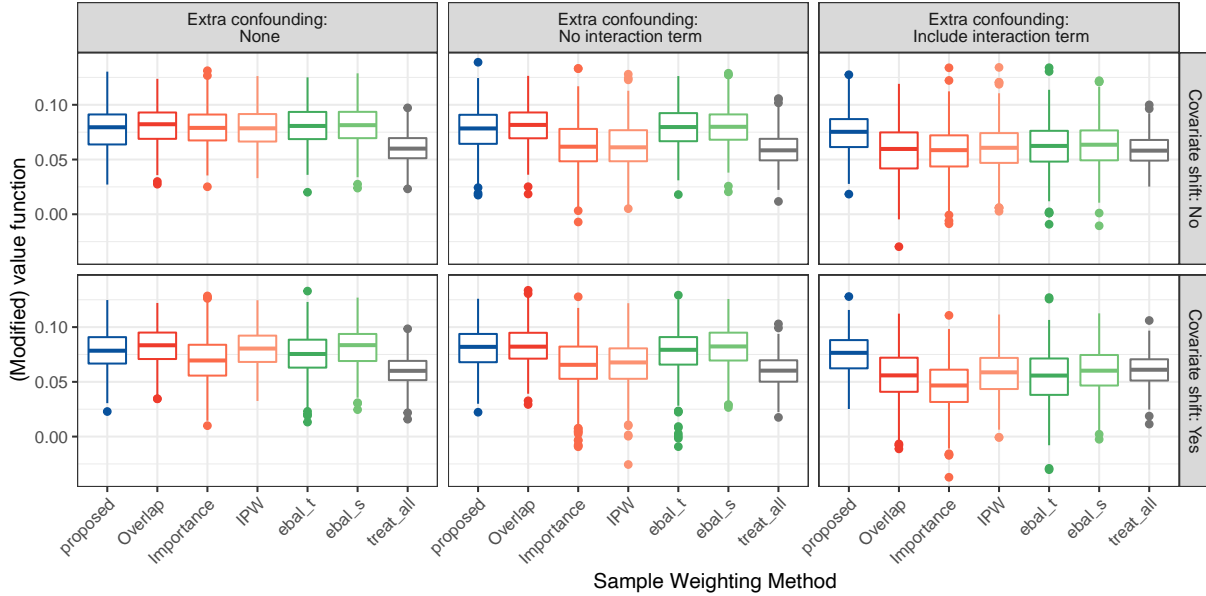 Extra confounding:
None
Extra confounding:
No interaction term
Extra confounding:
Include interaction term
(Modified) value function
0.10
0.05
0.00
Covariate shift: No
0.10
0.05
0.00
Covariate shift: Yes
proposed
Overlap
Importance
IPW
ebal_t
ebal_s
treat_all
proposed
Overlap
Importance
IPW
ebal_t
ebal_s
treat_all
proposed
Overlap
Importance
IPW
ebal_t
ebal_s
treat_all
Sample Weighting Method